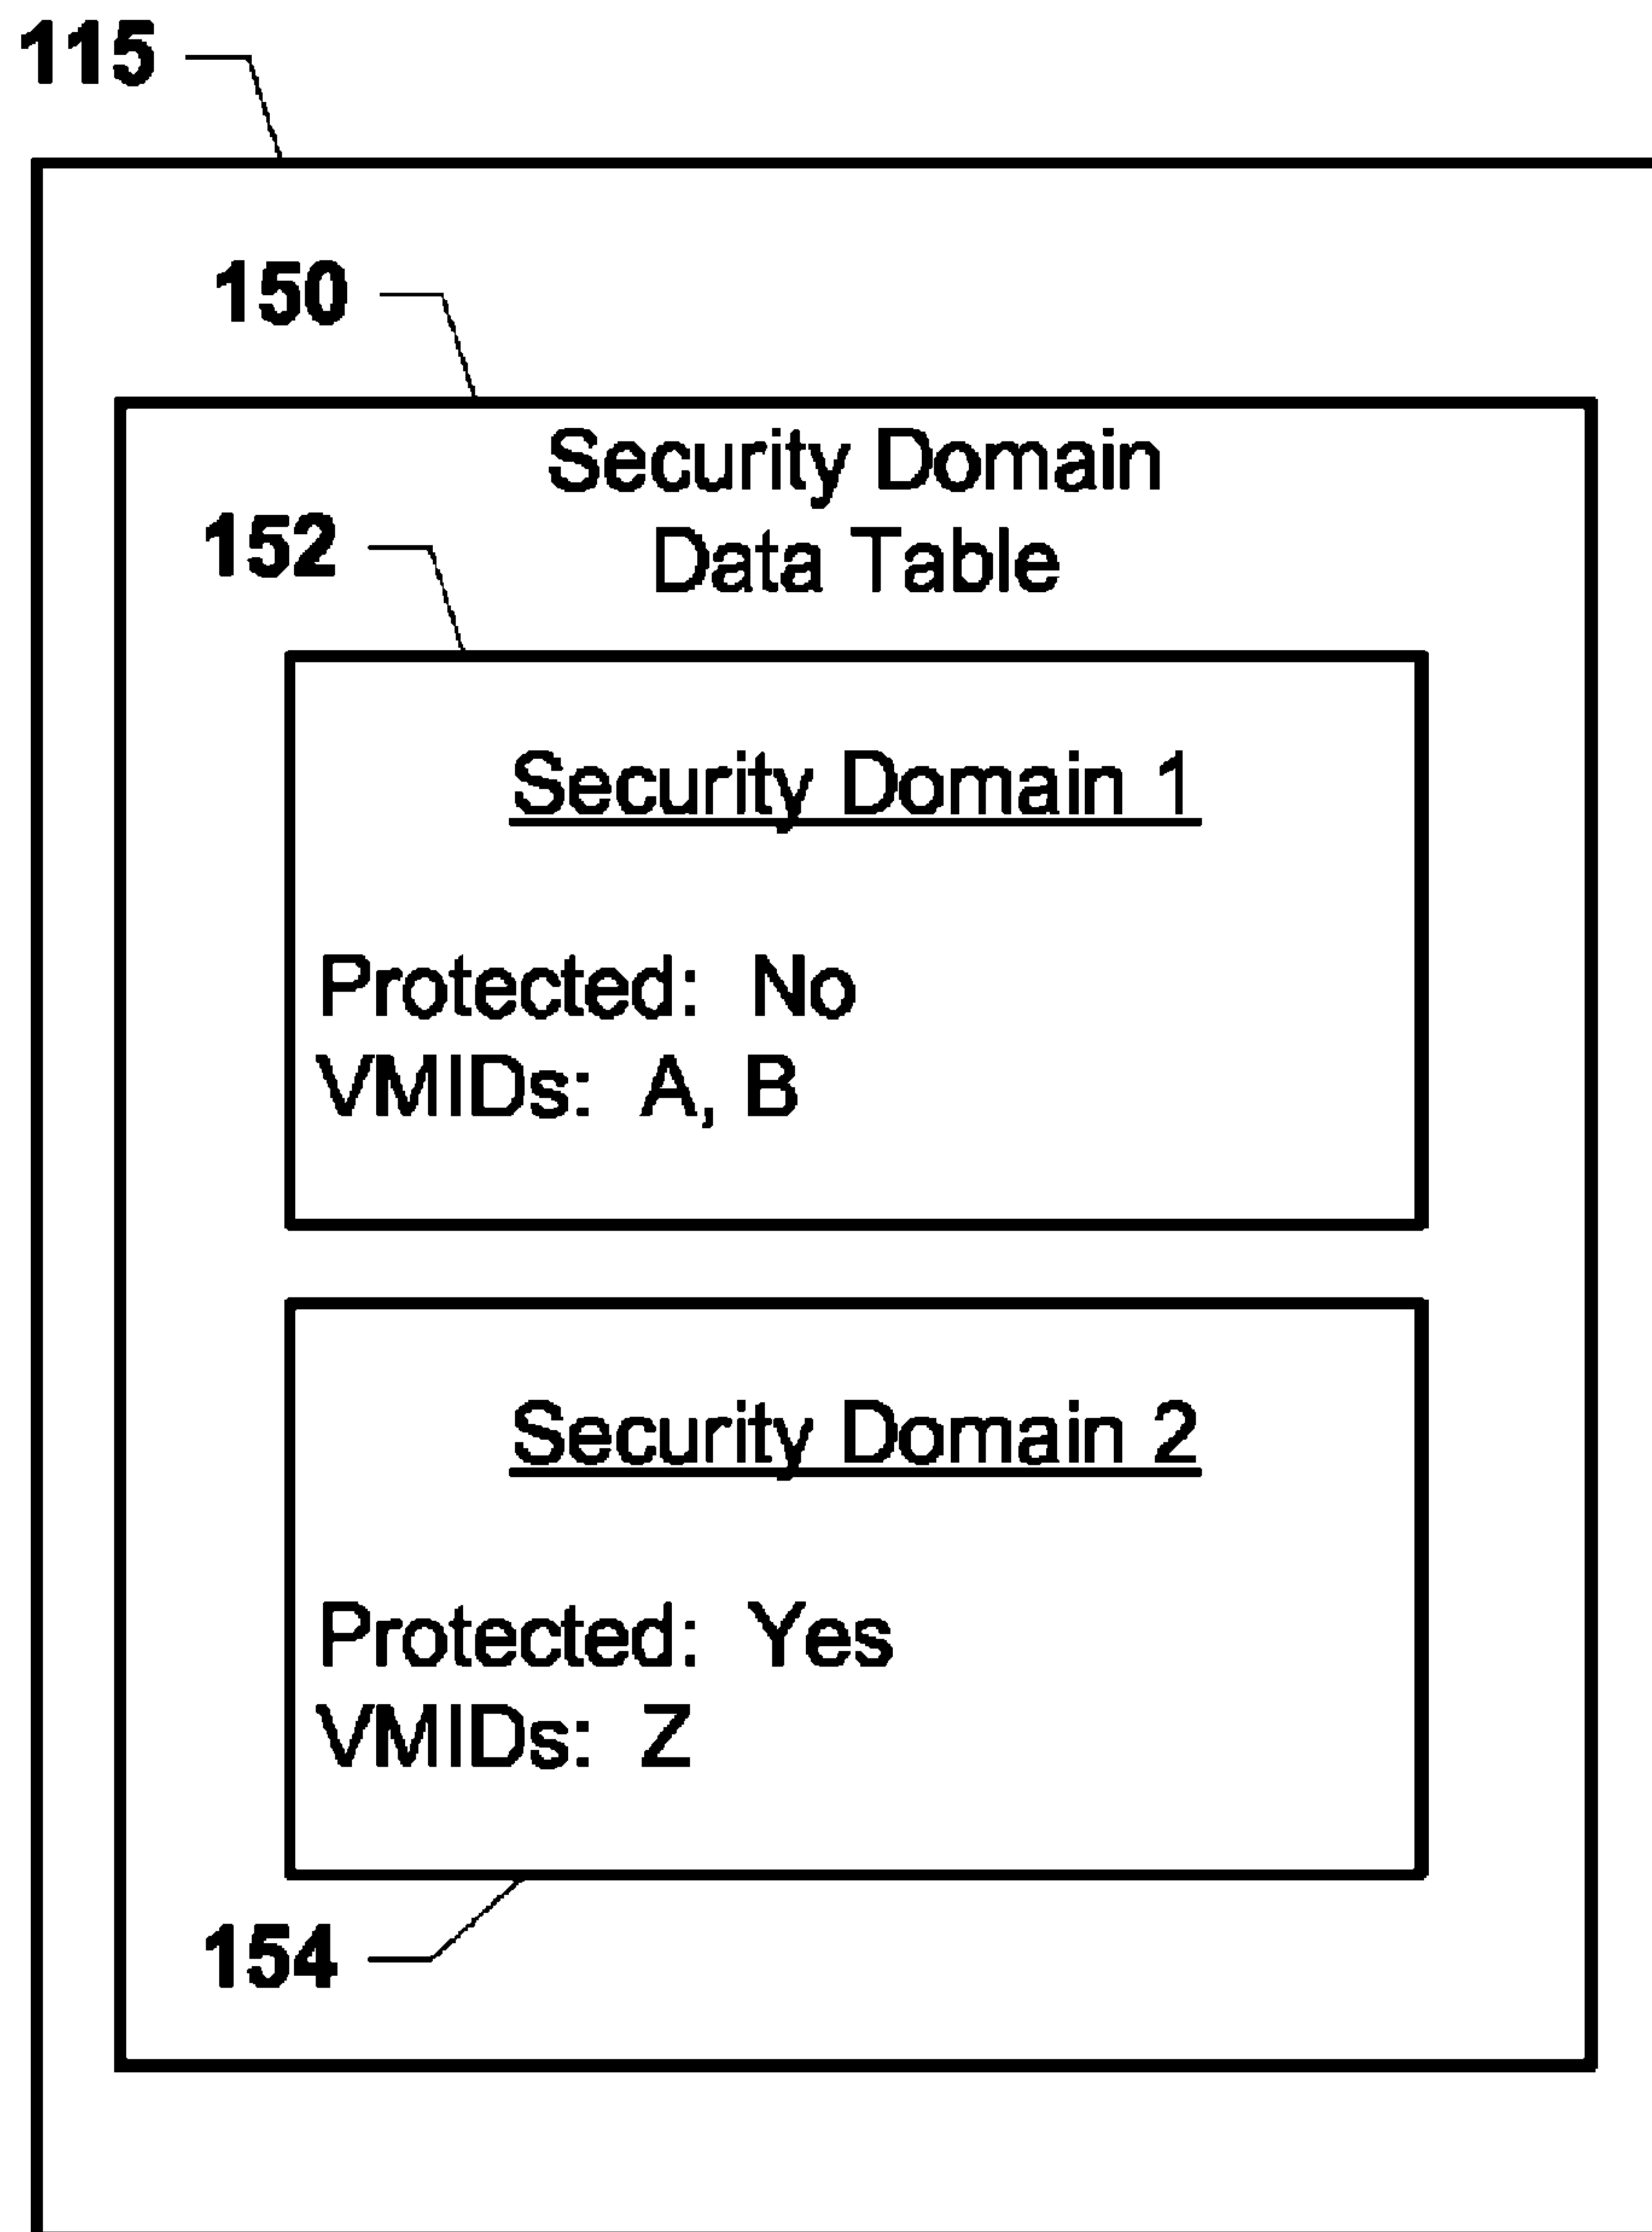 115
150
Security Domain
Data Table
152
Security Domain 1
Protected: No
VMIDs: A, B
Security Domain 2
Protected: Yes
VMIDs: Z
154